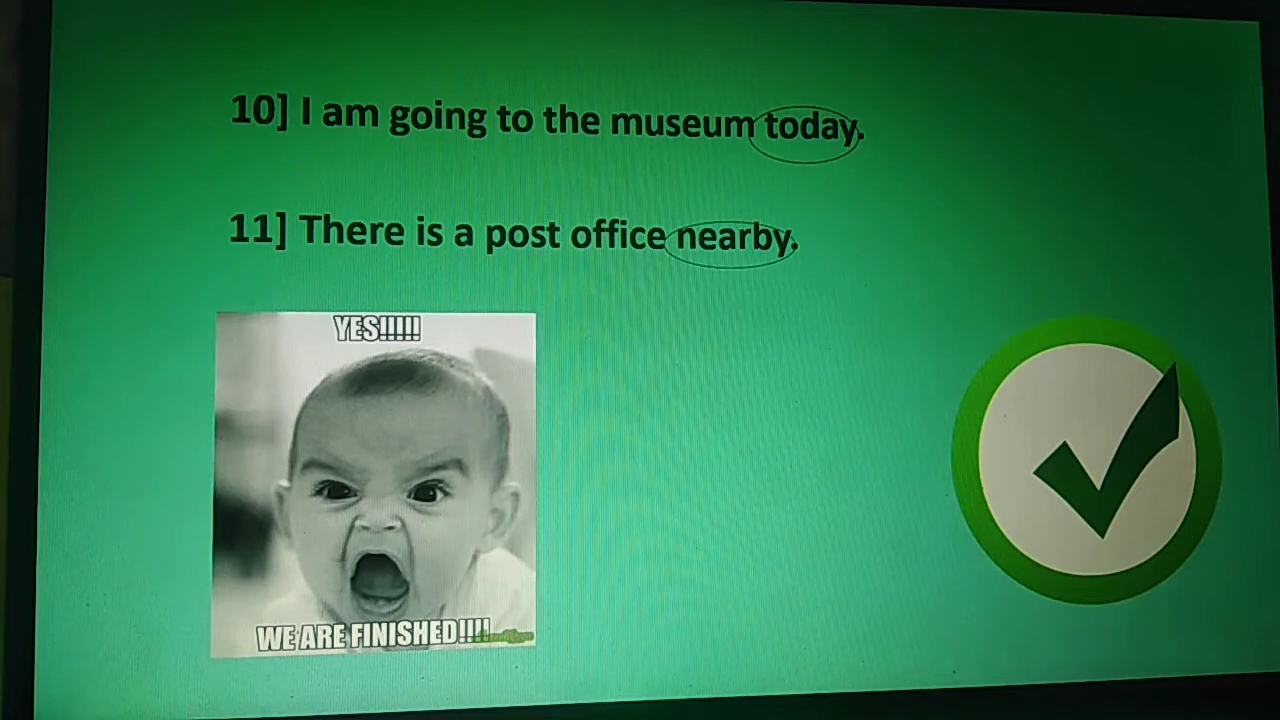 10] I am going to the museum today.
11] There is a post office nearby.
YES!!!!!
WE ARE FINISHED!!!!